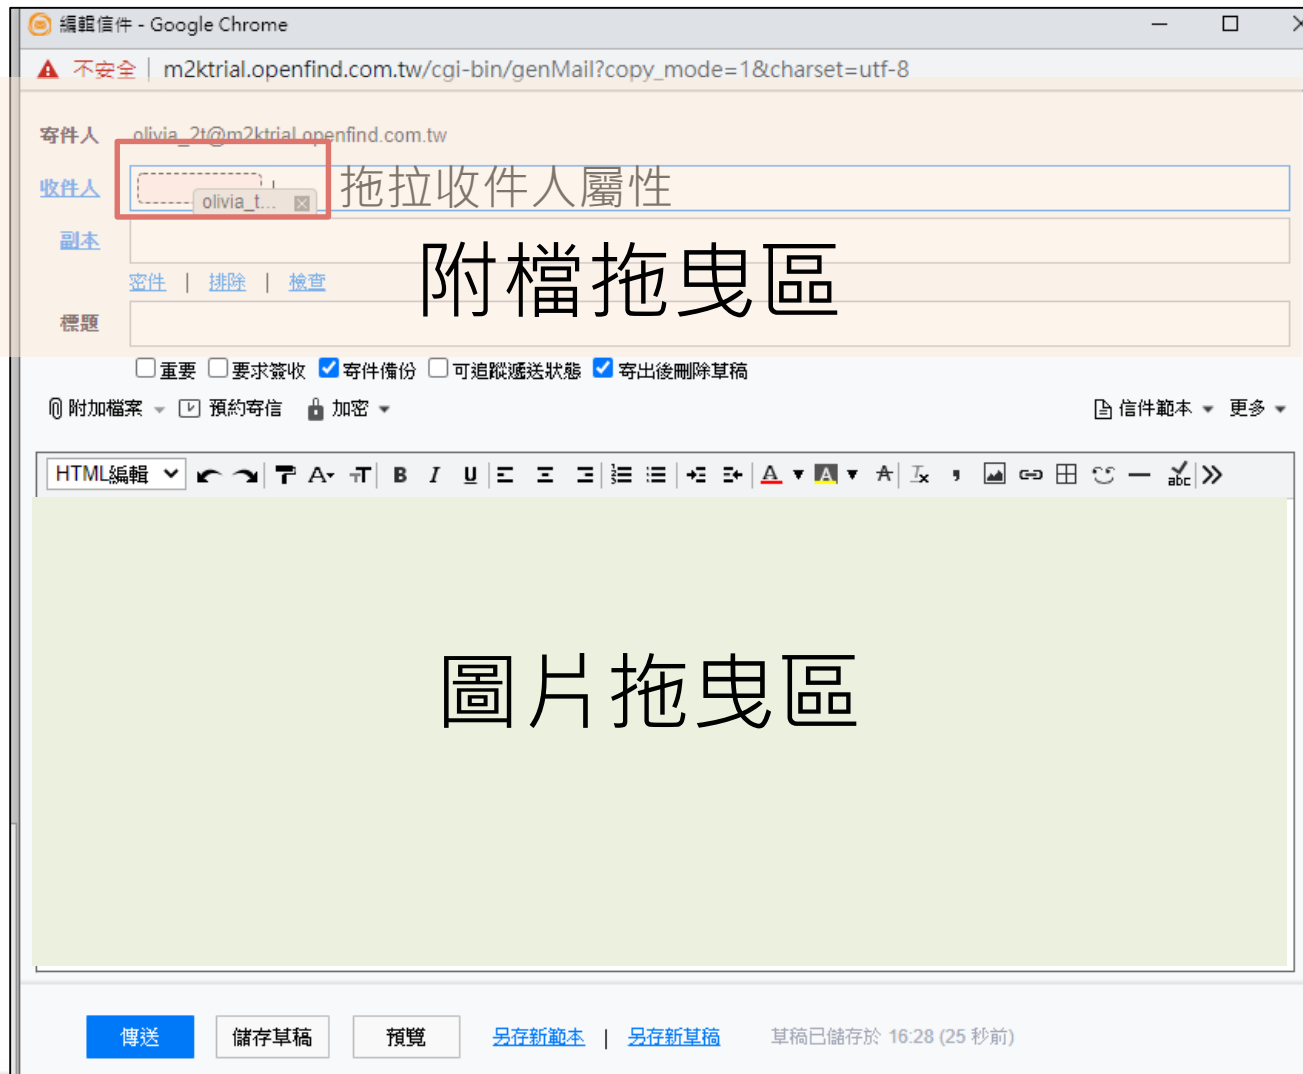 編輯信件 - Google Chrome
不安全 | m2ktrial.openfind.com.tw/cgi-bin/genMail?copy_mode=1&charset=utf-8
寄件人 olivia_2t@m2ktrial.openfind.com.tw
收件人 olivia_t... 拖拉收件人屬性
副本
附檔拖曳區
密件 | 排除 | 檢查
標題
重要 要求簽收 寄件備份 可追蹤遞送狀態 寄出後刪除草稿
附加檔案 預約寄信 加密 信件範本 更多
HTML編輯 A T B I U A A A Tx abc
圖片拖曳區
傳送 儲存草稿 預覽 另存新範本 | 另存新草稿 草稿已儲存於 16:28 (25 秒前)